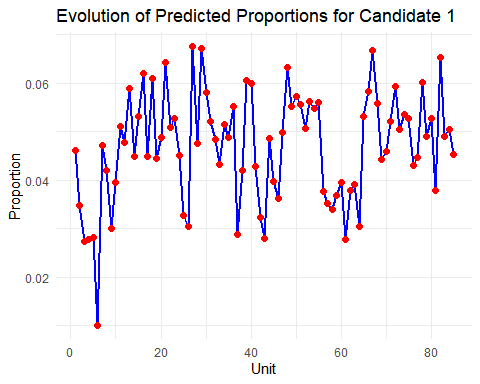 Evolution of Predicted Proportions for Candidate 1
Proportion
0.06
0.04
0.02
0 20 40 60 80
Unit